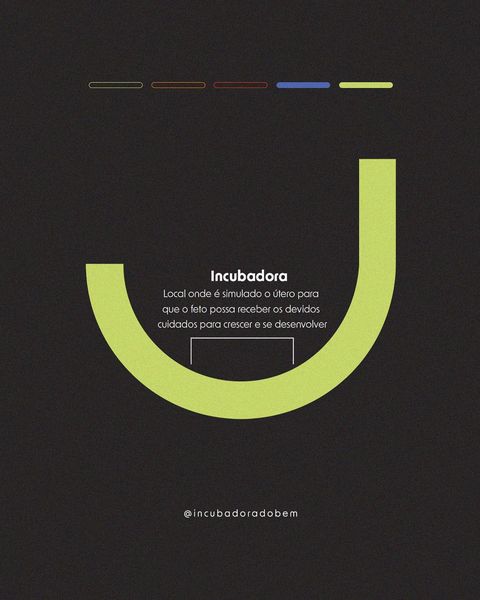 Incubadora
Local onde é simulado o útero para
que o feto possa receber os devidos
cuidados para crescer e se desenvolver
@incubadoradobem